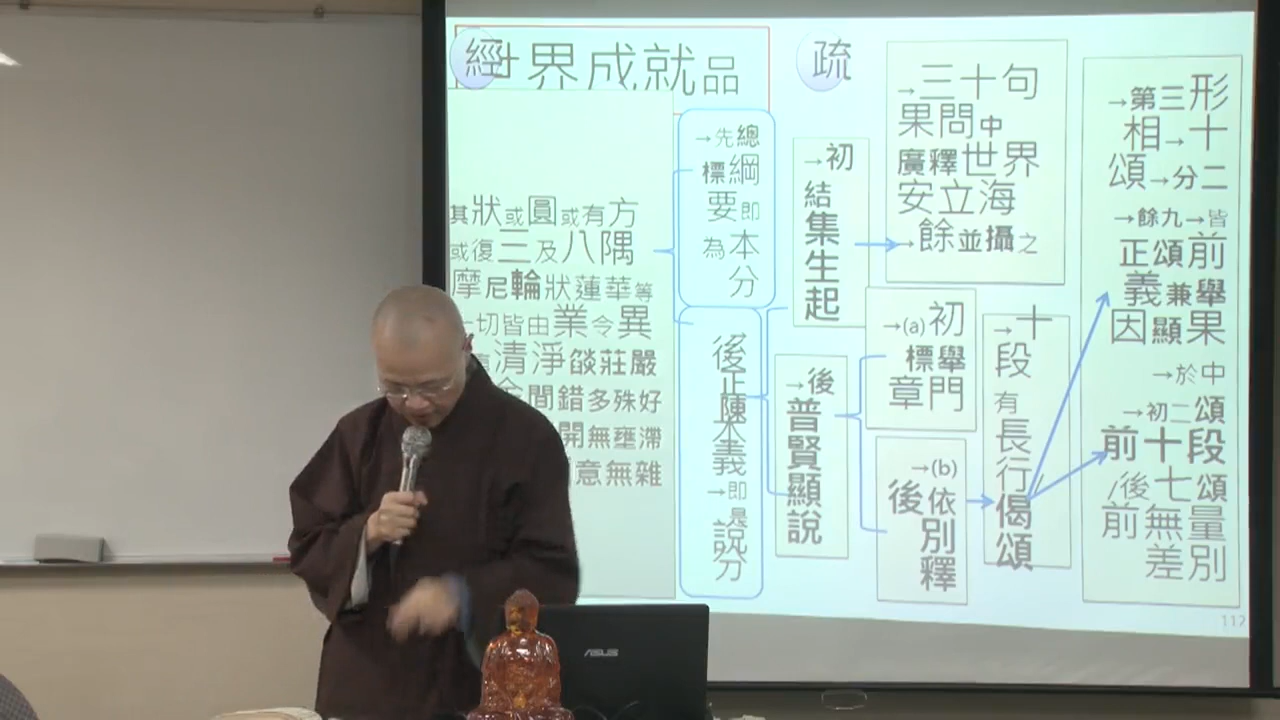 經
世界成就品
其狀或圓或有方
或復三及八隅
摩尼輪狀蓮華等
一切皆由業令異
清淨燄莊嚴
金間錯多殊好
開無壅滯
意無雜
→先總
標綱
要即
為本
分
後正陳本義→即是說分
疏
→初
結集生起
→三十句
果問中
廣釋世界
安立海
→餘並攝之
→後
普賢顯說
→(a)初
標舉
章門
→(b)
後依
別
釋
→十
段
有
長行偈頌
→第三形
相→十
頌→分二
→餘九→皆
正頌前
義兼舉
因顯果
→於中
→初二頌
前十段
/後七頌
前無量
差別
112
ASUS